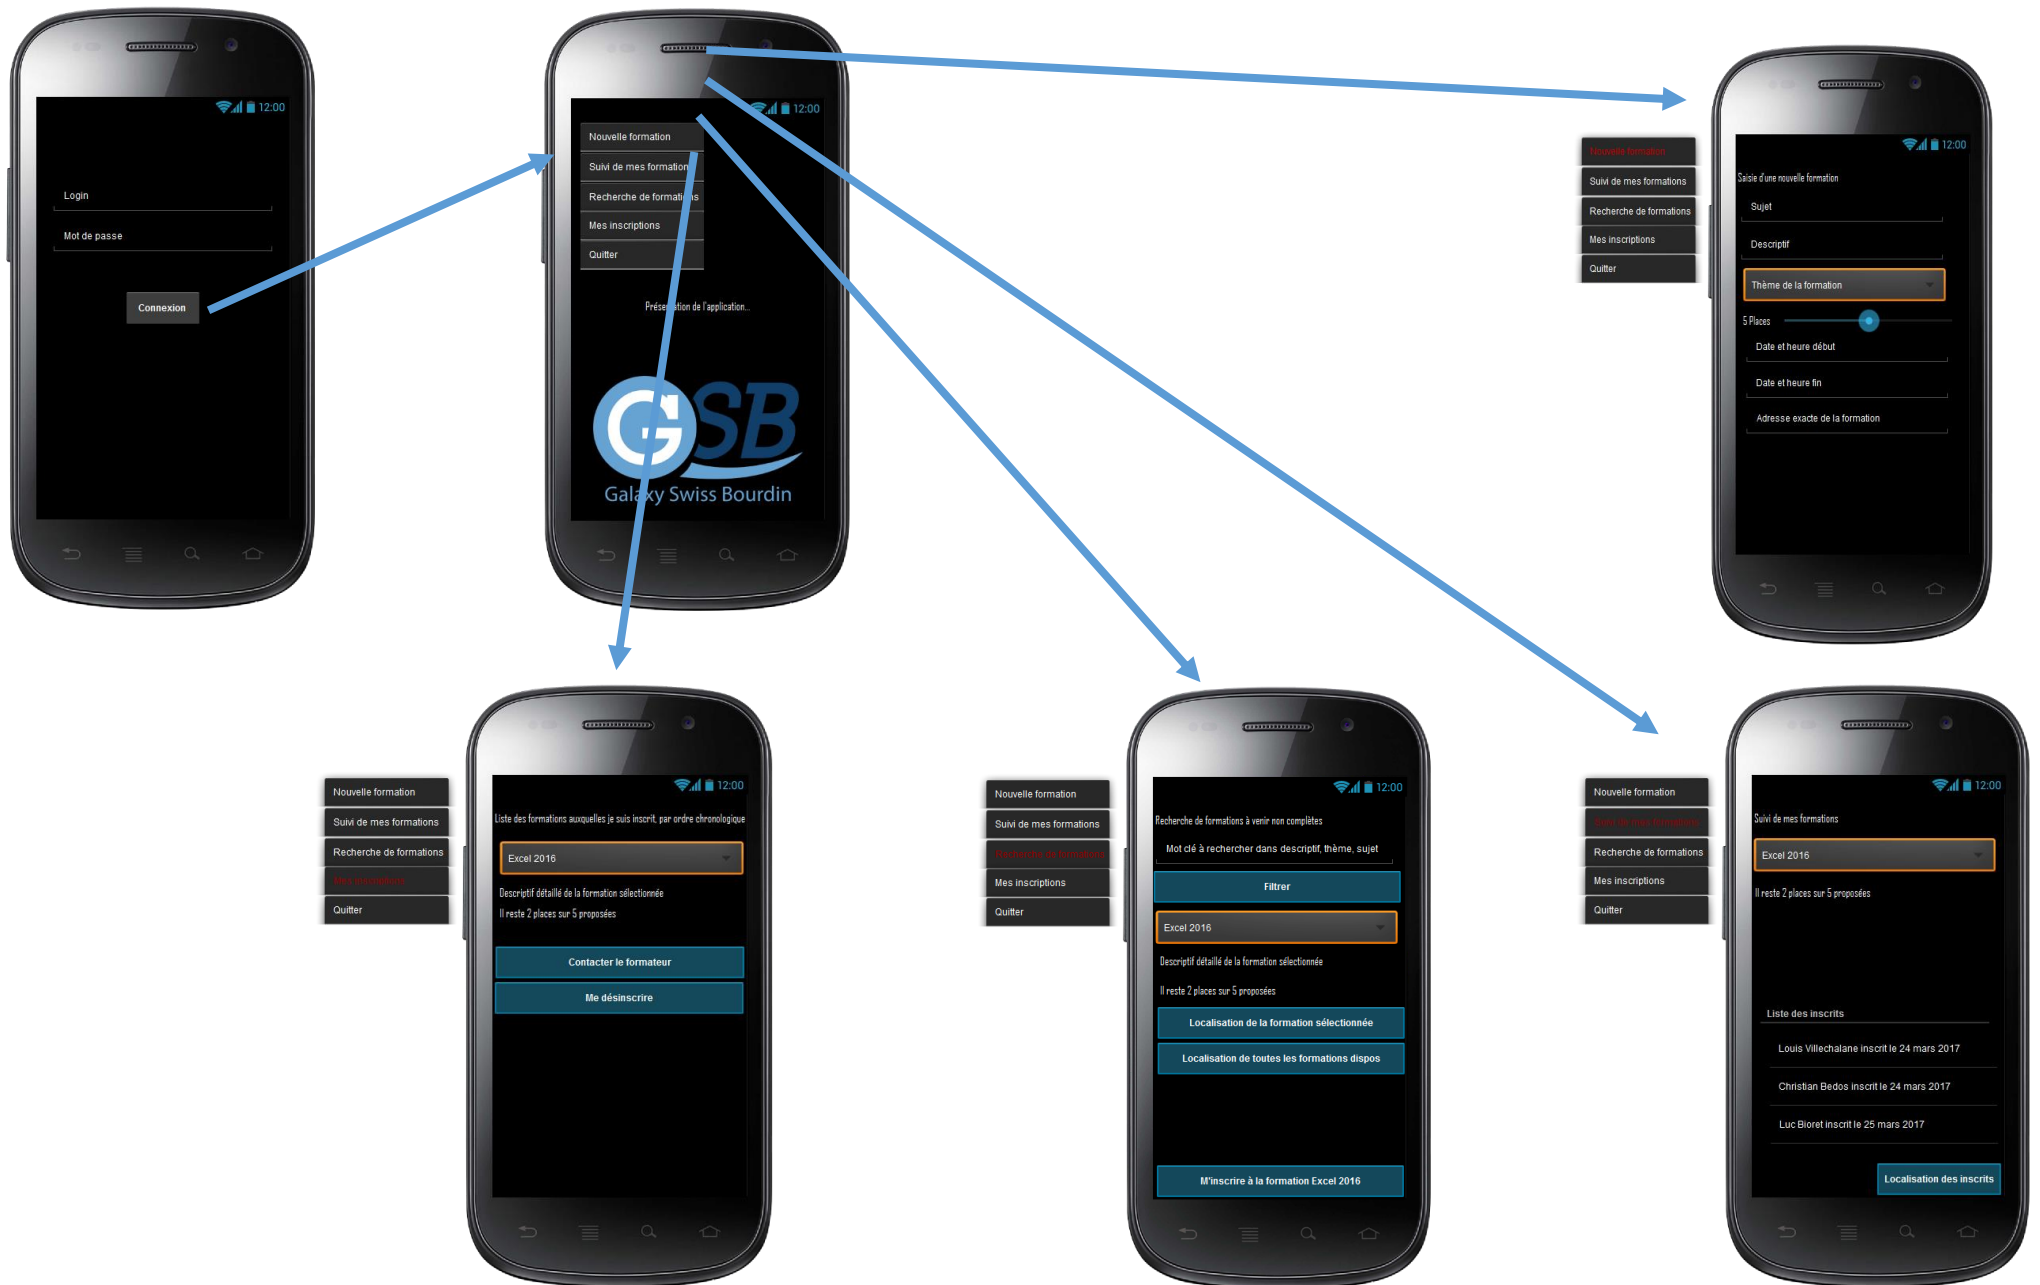 12:00
Login
Mot de passe
Connexion
12:00
Nouvelle formation
Suivi de mes formation
Recherche de formations
Mes inscriptions
Quitter
Présentation de l'application...
GSB
Galaxy Swiss Bourdin
Nouvelle formation
Suivi de mes formations
Recherche de formations
Mes inscriptions
Quitter
12:00
Saisie d'une nouvelle formation
Sujet
Descriptif
Thème de la formation
5 Places
Date et heure début
Date et heure fin
Adresse exacte de la formation
Nouvelle formation
Suivi de mes formations
Recherche de formations
Mes inscriptions
Quitter
12:00
Liste des formations auxquelles je suis inscrit, par ordre chronologique
Excel 2016
Descriptif détaillé de la formation sélectionnée
Il reste 2 places sur 5 proposées
Contacter le formateur
Me désinscrire
Nouvelle formation
Suivi de mes formations
Recherche de formations
Mes inscriptions
Quitter
12:00
Recherche de formations à venir non complètes
Mot clé à rechercher dans descriptif, thème, sujet
Filtrer
Excel 2016
Descriptif détaillé de la formation sélectionnée
Il reste 2 places sur 5 proposées
Localisation de la formation sélectionnée
Localisation de toutes les formations dispos
M'inscrire à la formation Excel 2016
Nouvelle formation
Suivi de mes formations
Recherche de formations
Mes inscriptions
Quitter
12:00
Suivi de mes formations
Excel 2016
Il reste 2 places sur 5 proposées
Liste des inscrits
Louis Villechalane inscrit le 24 mars 2017
Christian Bedos inscrit le 24 mars 2017
Luc Bioret inscrit le 25 mars 2017
Localisation des inscrits